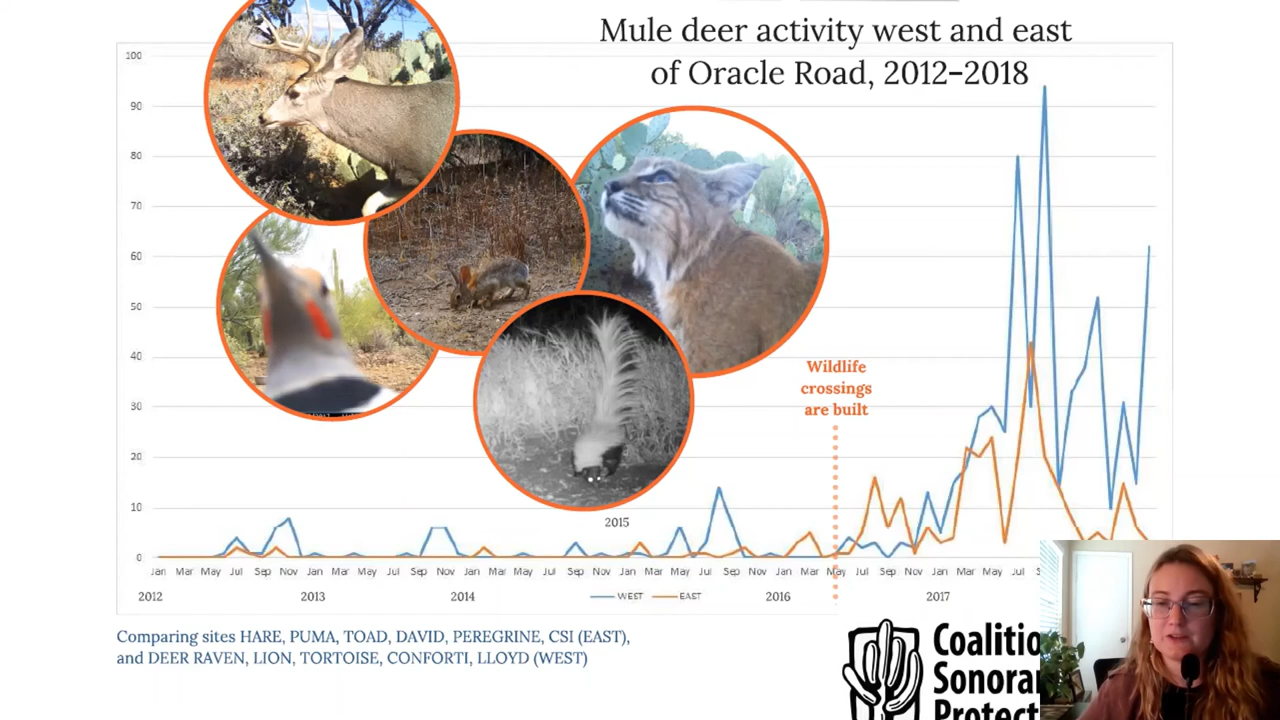 Mule deer activity west and east
of Oracle Road, 2012–2018
100
90
80
70
60
50
40
30
20
10
0
Wildlife
crossings
are built
2015
Jan Mar May Jul Sep Nov Jan Mar May Jul Sep Nov Jan Mar May Jul Sep Nov Jan Mar May Jul Sep Nov Jan Mar May Jul Sep Nov Jan Mar May Jul
2012 2013 2014 WEST EAST 2016 2017
Comparing sites HARE, PUMA, TOAD, DAVID, PEREGRINE, CSI (EAST),
and DEER RAVEN, LION, TORTOISE, CONFORTI, LLOYD (WEST)
Coalitio
Sonora
Protect